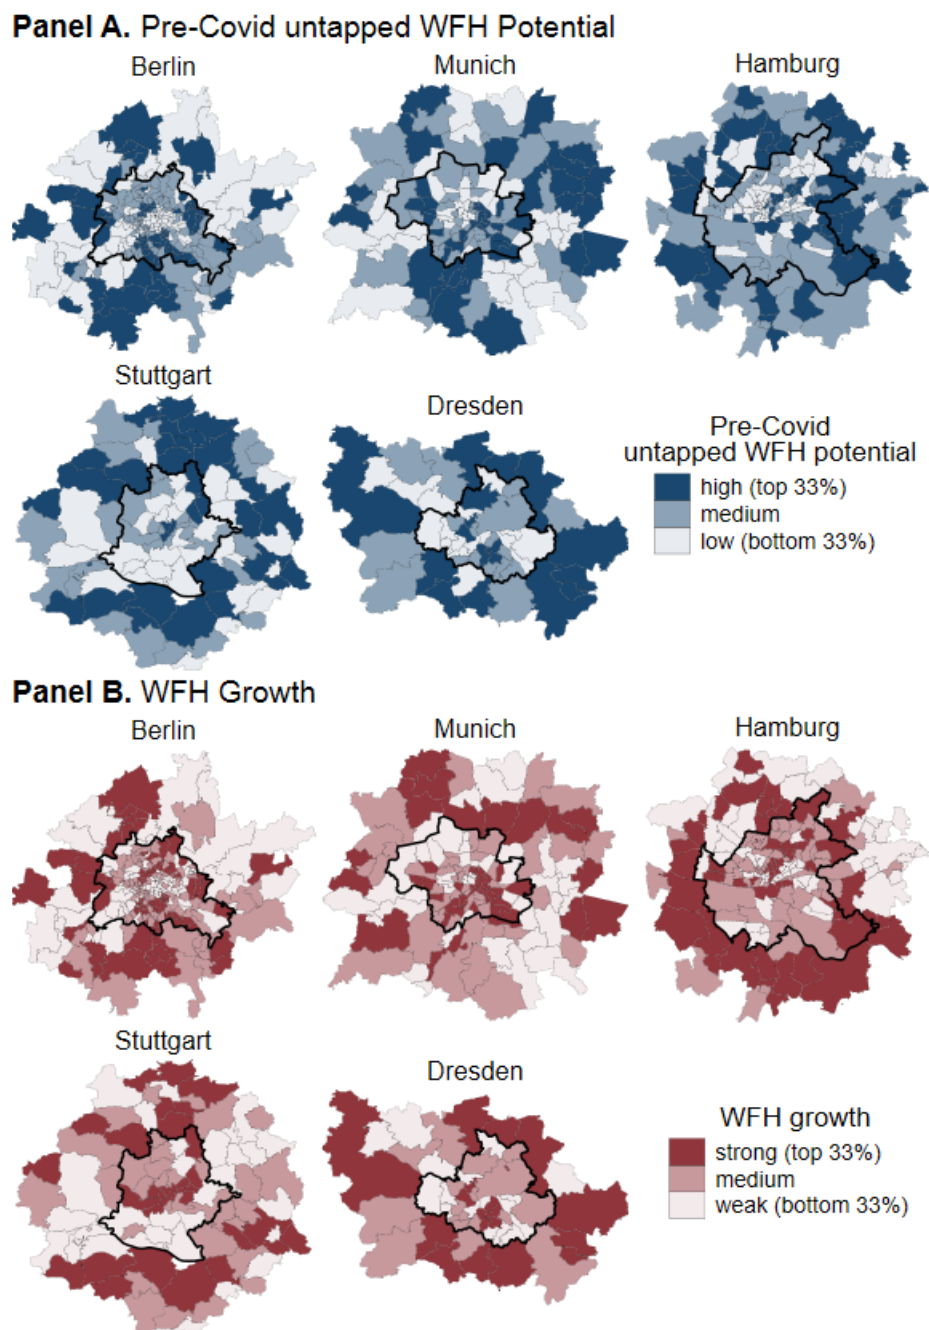 Panel A. Pre-Covid untapped WFH Potential
Berlin
Munich
Hamburg
Stuttgart
Dresden
Pre-Covid
untapped WFH potential
high (top 33%)
medium
low (bottom 33%)
Panel B. WFH Growth
Berlin
Munich
Hamburg
Stuttgart
Dresden
WFH growth
strong (top 33%)
medium
weak (bottom 33%)